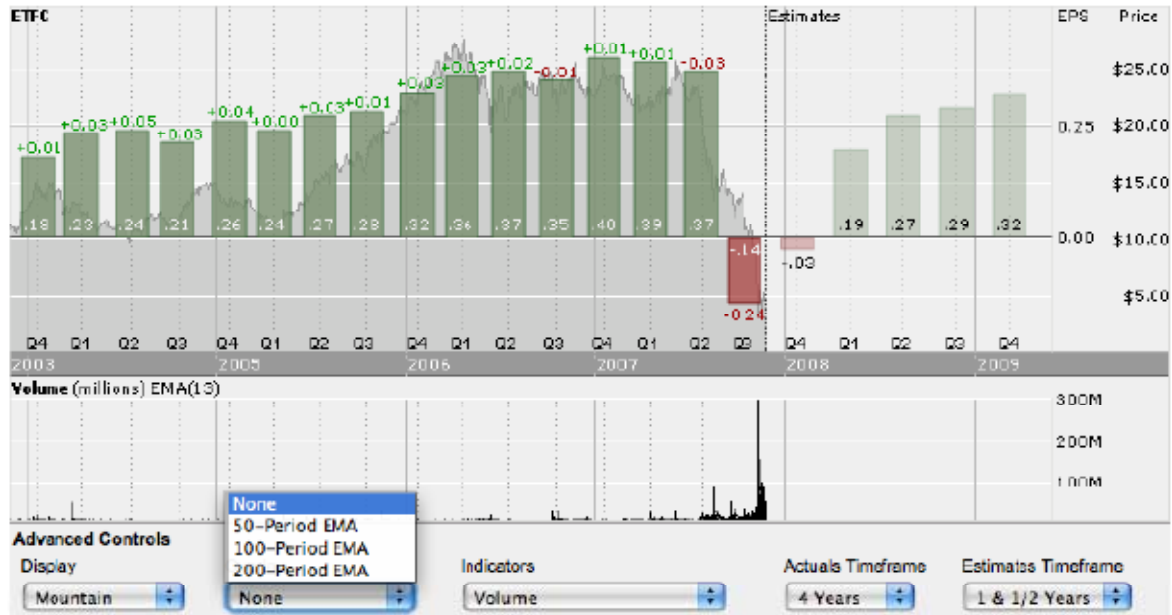 ETFC Estimates EPS Price
+0.01 +0.03 +0.05 +0.03 +0.04 +0.00 +0.03 +0.01 +0.03 +0.03 +0.02 -0.01 +0.01 +0.01 -0.03
$25.00
0.25 $20.00
$15.00
.18 .23 .24 .21 .26 .24 .27 .28 .32 .36 .37 .35 .40 .39 .37 .19 .27 .29 .32
0.00 $10.00
-.14
-.03
$5.00
-0.24
Q4 Q1 Q2 Q3 Q4 Q1 Q2 Q3 Q4 Q1 Q2 Q3 Q4 Q1 Q2 Q3 Q4 Q1 Q2 Q3 Q4
2003 2005 2006 2007 2008 2009
Volume (millions) EMA(13)
300M
200M
100M
None
50-Period EMA
100-Period EMA
200-Period EMA
Advanced Controls
Display Indicators Actuals Timeframe Estimates Timeframe
Mountain None Volume 4 Years 1 & 1/2 Years